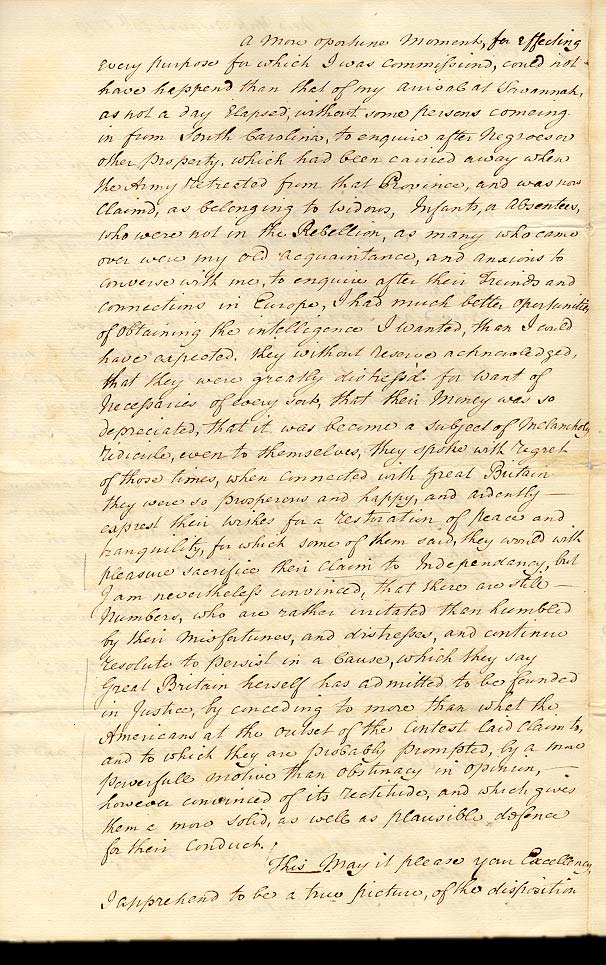 A more oportune Moment, for Effecting
every purpose for which I was commissiond, could not
have happend than that of my arrival at Savannah,
as not a day Elapsed, without some persons comeing
in from South Carolina, to enquire after Negroes or
other Property, which had been carried away when
the Army retreated from that Province, and was now
Claimd, as belonging to Widows, Infants, or Absentees,
who were not in the Rebellion, as many who came
over were my old acquaintance, and anxious to
converse with me, to enquire after their Freinds and
connections in Europe, I had much better oportunities
of Obtaining the intelligence I wanted, than I could
have expected. they without reserve acknowledged,
that they were greatly distress'd for want of
Necessaries of every sort, that their Money was so
depreciated, that it was become a subject of Melancholy
ridicule, even to themselves, they spoke with regret
of those times, when connected with Great Britain
they were so prosperous and happy, and ardently —
exprest their wishes for a restoration of peace and
tranquility, for which some of them said, they would with
pleasure sacrifice their Claim to Independancy, but
I am nevertheless convinced, that there are still —
Numbers, who are rather irritated than humbled
by their Misfortunes, and distresses, and continue
resolute to persist in a Cause, which they say
Great Britain herself has admitted to be founded
in Justice, by conceding to more than what the
Americans at the outset of the Contest laid Claim to,
and to which they are probably prompted, by a more
powerfull motive than obstinacy in opinion, —
however convinced of its rectitude, and which gives
them a more solid, as well as plausible defence
for their Conduct.
This May it please your Excellency,
I apprehend to be a true picture, of the disposition